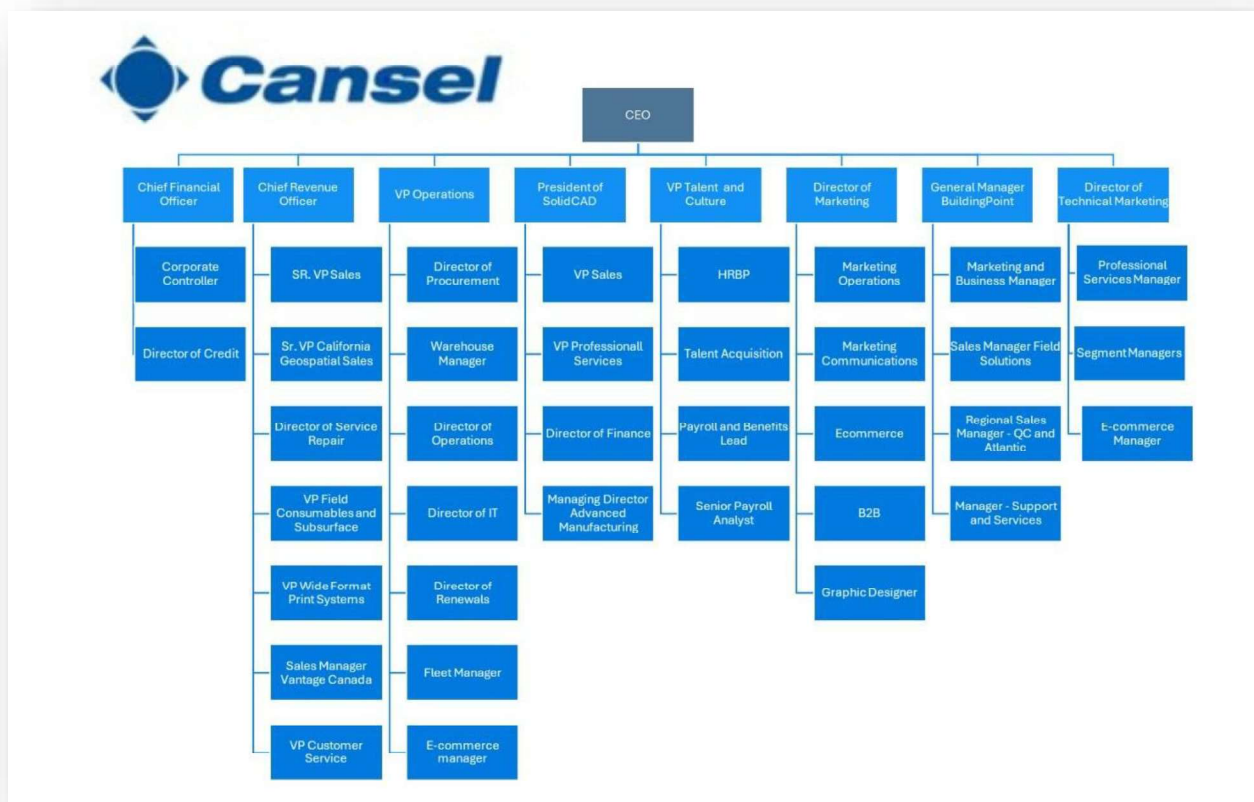 Cansel
CEO
Chief Financial
Officer
Chief Revenue
Officer
VP Operations
President of
SolidCAD
VP Talent and
Culture
Director of
Marketing
General Manager
BuildingPoint
Director of
Technical Marketing
Corporate
Controller
Director of Credit
SR. VP Sales
Sr. VP California
Geospatial Sales
Director of Service
Repair
VP Field
Consumables and
Subsurface
VP Wide Format
Print Systems
Sales Manager
Vantage Canada
VP Customer
Service
Director of
Procurement
Warehouse
Manager
Director of
Operations
Director of IT
Director of
Renewals
Fleet Manager
E-commerce
manager
VP Sales
VP Professionall
Services
Director of Finance
Managing Director
Advanced
Manufacturing
HRBP
Talent Acquisition
Payroll and Benefits
Lead
Senior Payroll
Analyst
Marketing
Operations
Marketing
Communications
Ecommerce
B2B
Graphic Designer
Marketing and
Business Manager
Sales Manager Field
Solutions
Regional Sales
Manager - QC and
Atlantic
Manager - Support
and Services
Professional
Services Manager
Segment Managers
E-commerce
Manager